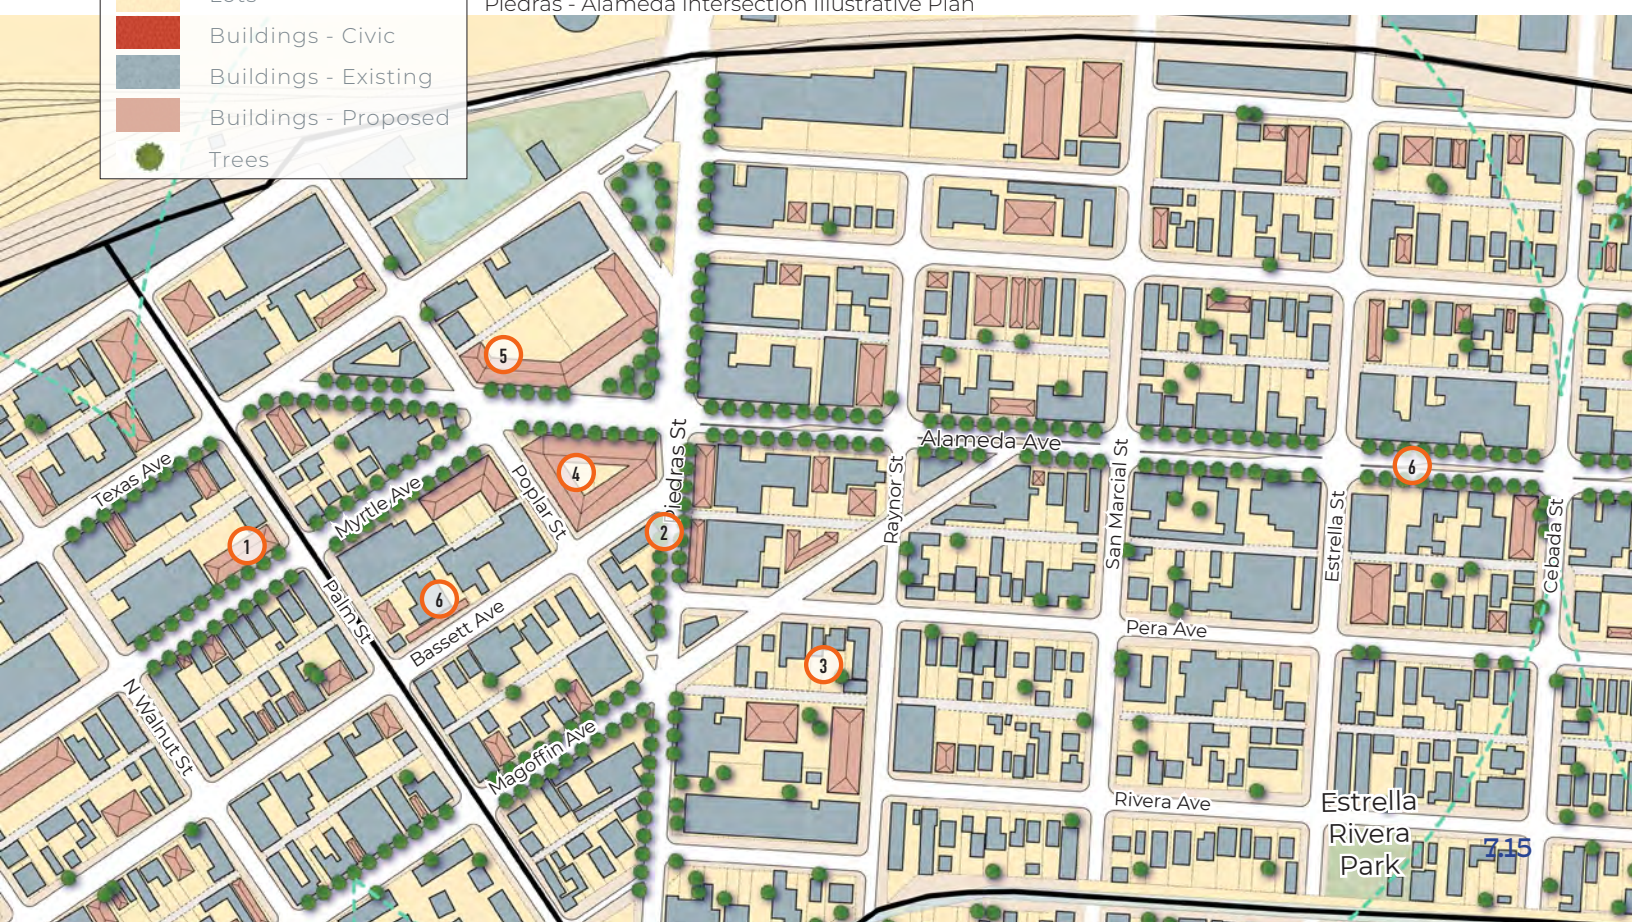 Lots
Piedras - Alameda Intersection Illustrative Plan
Buildings - Civic
Buildings - Existing
Buildings - Proposed
Trees
5
Alameda Ave
Piedras St
Texas Ave
Myrtle Ave
Poplar St
4
6
Raynor St
San Marcial St
Estrella St
Cebada St
1
2
6
Palm St
Bassett Ave
Pera Ave
3
N Walnut St
Magoffin Ave
Rivera Ave
Estrella
Rivera
Park
7.15